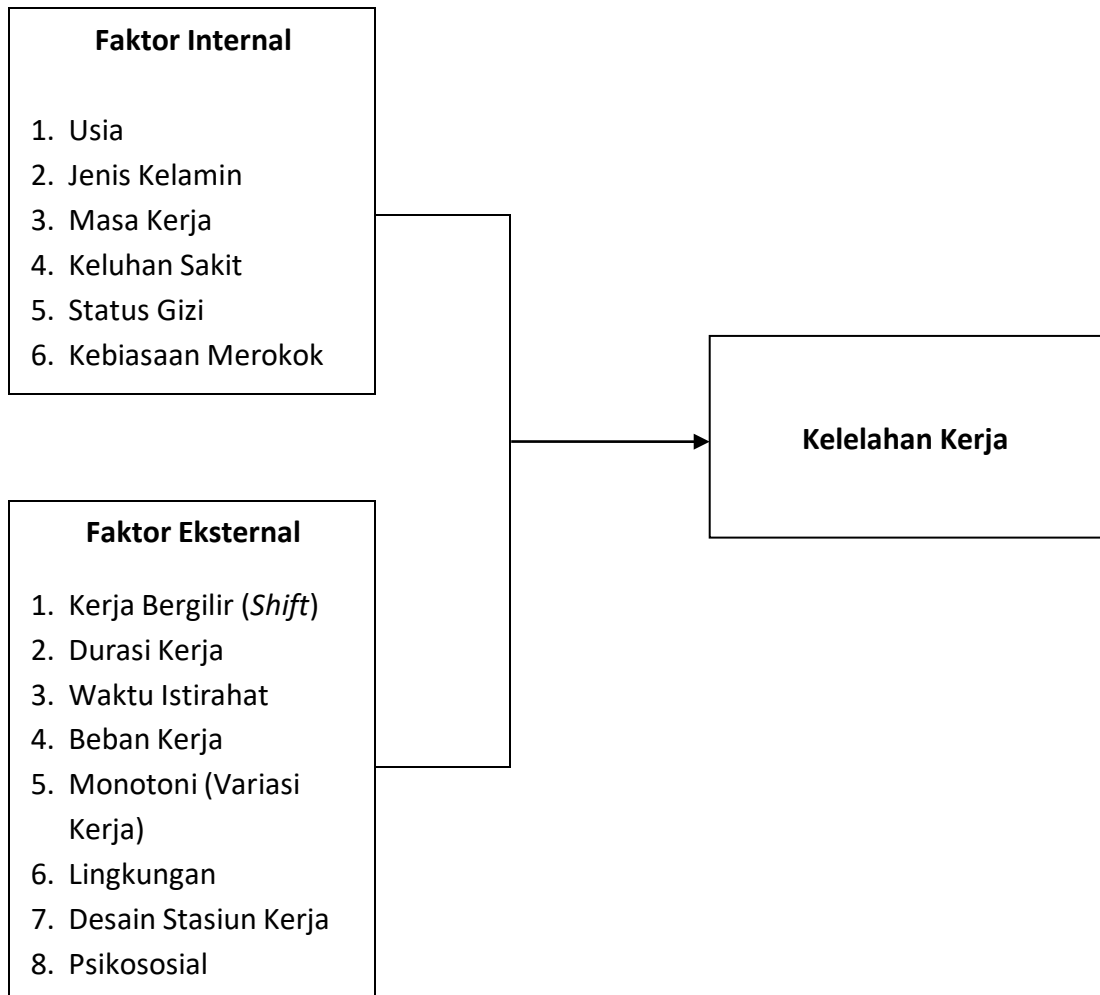 Faktor Internal
1. Usia
2. Jenis Kelamin
3. Masa Kerja
4. Keluhan Sakit
5. Status Gizi
6. Kebiasaan Merokok
Kelelahan Kerja
Faktor Eksternal
1. Kerja Bergilir (Shift)
2. Durasi Kerja
3. Waktu Istirahat
4. Beban Kerja
5. Monotoni (Variasi
Kerja)
6. Lingkungan
7. Desain Stasiun Kerja
8. Psikososial